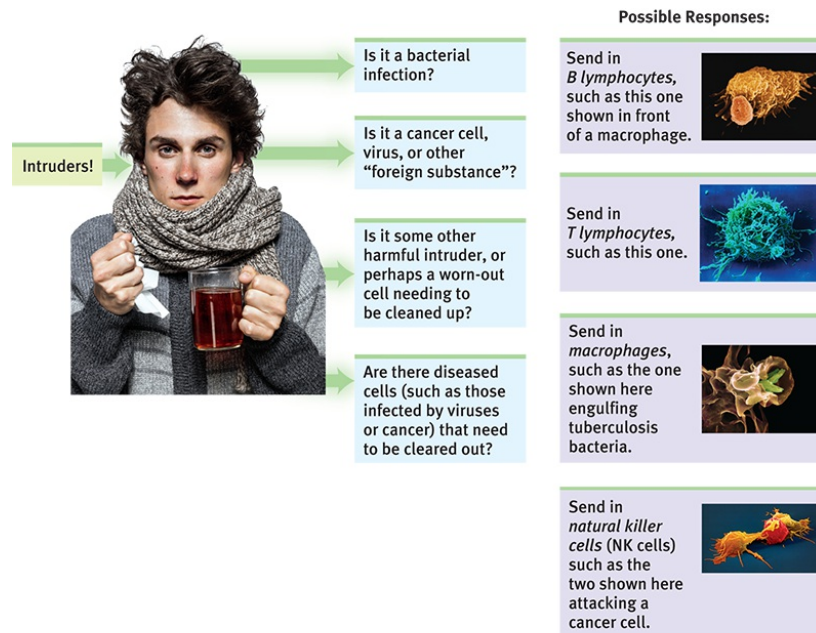 Possible Responses:
Intruders!
Is it a bacterial
infection?
Is it a cancer cell,
virus, or other
“foreign substance”?
Is it some other
harmful intruder, or
perhaps a worn-out
cell needing to
be cleaned up?
Are there diseased
cells (such as those
infected by viruses
or cancer) that need
to be cleared out?
Send in
B lymphocytes,
such as this one
shown in front
of a macrophage.
Send in
T lymphocytes,
such as this one.
Send in
macrophages,
such as the one
shown here
engulfing
tuberculosis
bacteria.
Send in
natural killer
cells (NK cells)
such as the
two shown here
attacking a
cancer cell.